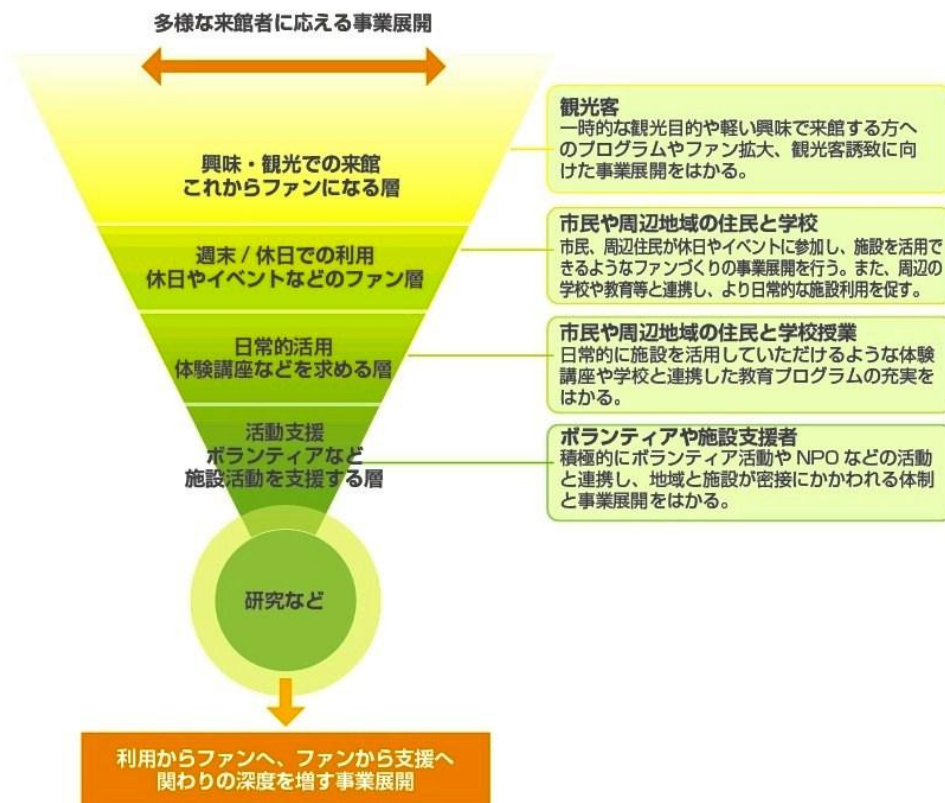 多様な来館者に応える事業展開
興味・観光での来館
これからファンになる層
観光客
一時的な観光目的や軽い興味で来館する方へ
のプログラムやファン拡大、観光客誘致に向
けた事業展開をはかる。
週末 / 休日での利用
休日やイベントなどのファン層
市民や周辺地域の住民と学校
市民、周辺住民が休日やイベントに参加し、施設を活用で
きるようなファンづくりの事業展開を行う。また、周辺の
学校や教育等と連携し、より日常的な施設利用を促す。
日常的活用
体験講座などを求める層
市民や周辺地域の住民と学校授業
日常的に施設を活用していただけるような体験
講座や学校と連携した教育プログラムの充実を
はかる。
活動支援
ボランティアなど
施設活動を支援する層
ボランティアや施設支援者
積極的にボランティア活動や NPO などの活動
と連携し、地域と施設が密接にかかわれる体制
と事業展開をはかる。
研究など
利用からファンへ、ファンから支援へ
関わりの深度を増す事業展開